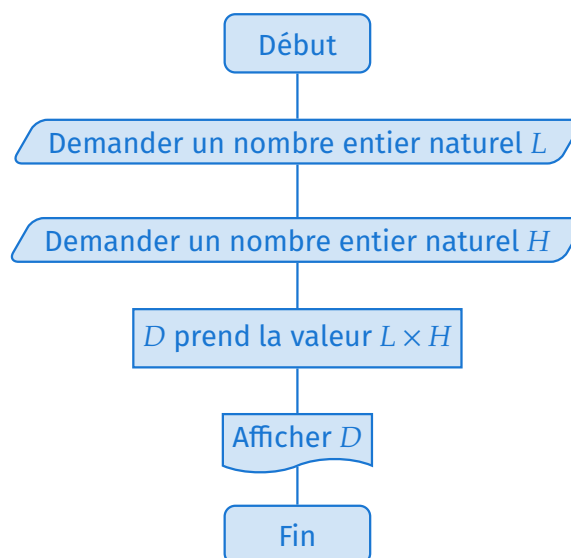 Début
Demander un nombre entier naturel L
Demander un nombre entier naturel H
D prend la valeur L × H
Afficher D
Fin